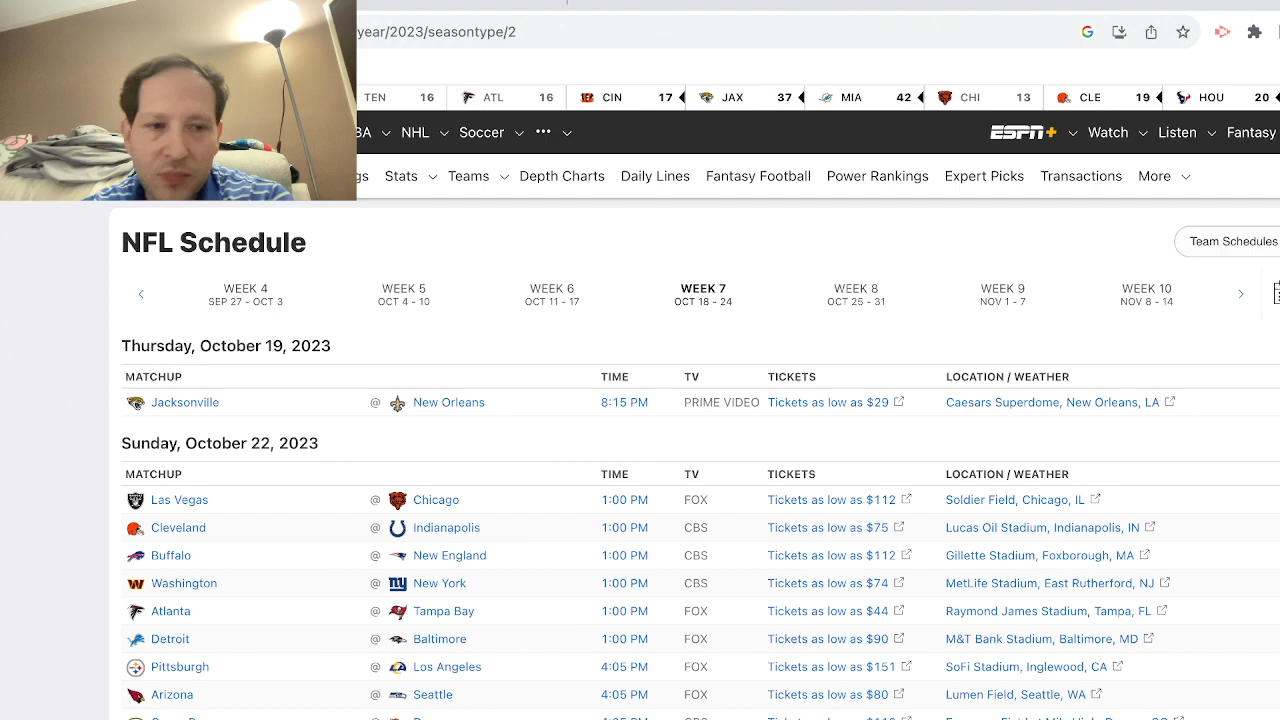 year/2023/seasontype/2
TEN 16 ATL 16 CIN 17 JAX 37 MIA 42 CHI 13 CLE 19 HOU 20
BA NHL Soccer ••• ESPN+ Watch Listen Fantasy
gs Stats Teams Depth Charts Daily Lines Fantasy Football Power Rankings Expert Picks Transactions More
NFL Schedule
Team Schedules
WEEK 4 WEEK 5 WEEK 6 WEEK 7 WEEK 8 WEEK 9 WEEK 10
SEP 27 - OCT 3 OCT 4 - 10 OCT 11 - 17 OCT 18 - 24 OCT 25 - 31 NOV 1 - 7 NOV 8 - 14
Thursday, October 19, 2023
MATCHUP TIME TV TICKETS LOCATION / WEATHER
Jacksonville @ New Orleans 8:15 PM PRIME VIDEO Tickets as low as $29 Caesars Superdome, New Orleans, LA
Sunday, October 22, 2023
MATCHUP TIME TV TICKETS LOCATION / WEATHER
Las Vegas @ Chicago 1:00 PM FOX Tickets as low as $112 Soldier Field, Chicago, IL
Cleveland @ Indianapolis 1:00 PM CBS Tickets as low as $75 Lucas Oil Stadium, Indianapolis, IN
Buffalo @ New England 1:00 PM CBS Tickets as low as $112 Gillette Stadium, Foxborough, MA
Washington @ New York 1:00 PM CBS Tickets as low as $74 MetLife Stadium, East Rutherford, NJ
Atlanta @ Tampa Bay 1:00 PM FOX Tickets as low as $44 Raymond James Stadium, Tampa, FL
Detroit @ Baltimore 1:00 PM FOX Tickets as low as $90 M&T Bank Stadium, Baltimore, MD
Pittsburgh @ Los Angeles 4:05 PM FOX Tickets as low as $151 SoFi Stadium, Inglewood, CA
Arizona @ Seattle 4:05 PM FOX Tickets as low as $80 Lumen Field, Seattle, WA